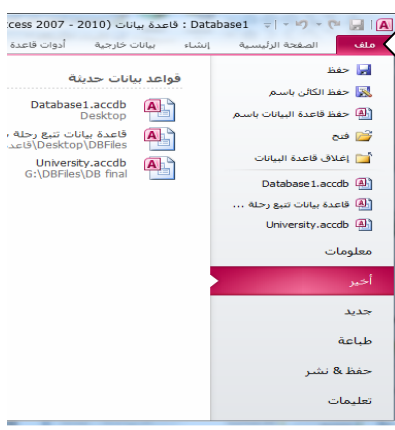 Database1 : قاعدة بيانات (Access 2007 - 2010)
ملف الصفحة الرئيسية إنشاء بيانات خارجية أدوات قاعدة
حفظ
حفظ الكائن باسم
حفظ قاعدة البيانات باسم
فتح
إغلاق قاعدة البيانات
Database1.accdb
قاعدة بيانات تتبع رحلة ...
University.accdb
معلومات
أخير
جديد
طباعة
حفظ & نشر
تعليمات
قواعد بيانات حديثة
Database1.accdb
Desktop
قاعدة بيانات تتبع رحلة
Desktop\DBFiles\قاعد
University.accdb
G:\DBFiles\DB final